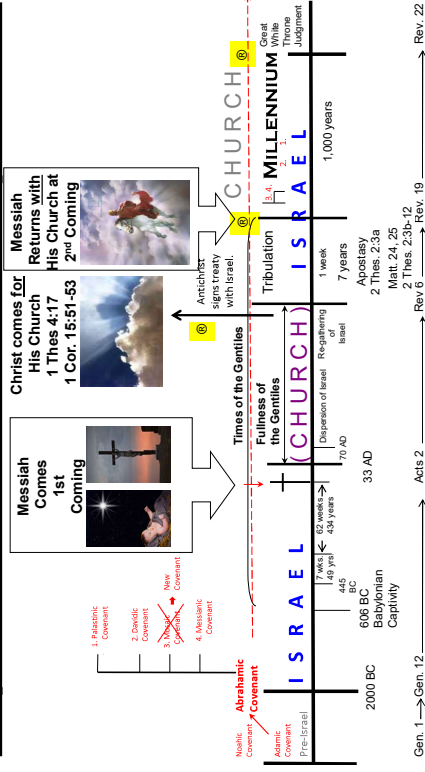 Messiah
Comes
1st
Coming
Christ comes for
His Church
1 Thes 4:17
1 Cor. 15:51-53
Messiah
Returns with
His Church at
2nd Coming
1. Palastinic
Covenant
2. Davidic
Covenant
3. Mosaic
Covenant
New
Covenant
4. Messianic
Covenant
Noahic
Covenant
Abrahamic
Covenant
Adamic
Covenant
Times of the Gentiles
Fullness of
the Gentiles
®
Antichrist
signs treaty
with Israel.
®
CHURCH
®
Great
White
Throne
Judgment
Tribulation
3. 4.
MILLENNIUM
2. 1.
Pre-Israel
ISRAEL
(CHURCH)
ISRAEL
7 wks.
49 yrs
62 weeks
434 years
Dispersion of Israel
Re-gathering
of
Israel
1 week
2000 BC
606 BC
Babylonian
Captivity
445
BC
33 AD
70 AD
7 years
1,000 years
Apostasy
2 Thes. 2:3a
Matt. 24, 25
2 Thes. 2:3b-12
Gen. 1
Gen. 12
Acts 2
Rev 6
Rev. 19
Rev. 22